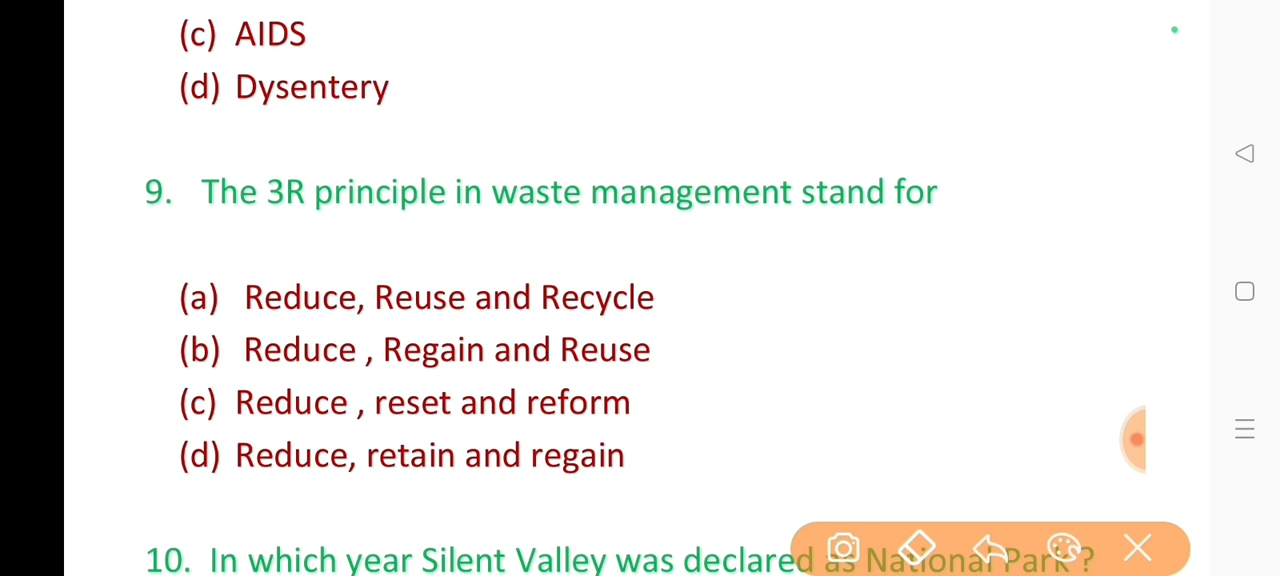 (c) AIDS
(d) Dysentery
9. The 3R principle in waste management stand for
(a) Reduce, Reuse and Recycle
(b) Reduce , Regain and Reuse
(c) Reduce , reset and reform
(d) Reduce, retain and regain
10. In which year Silent Valley was declared as National Park ?